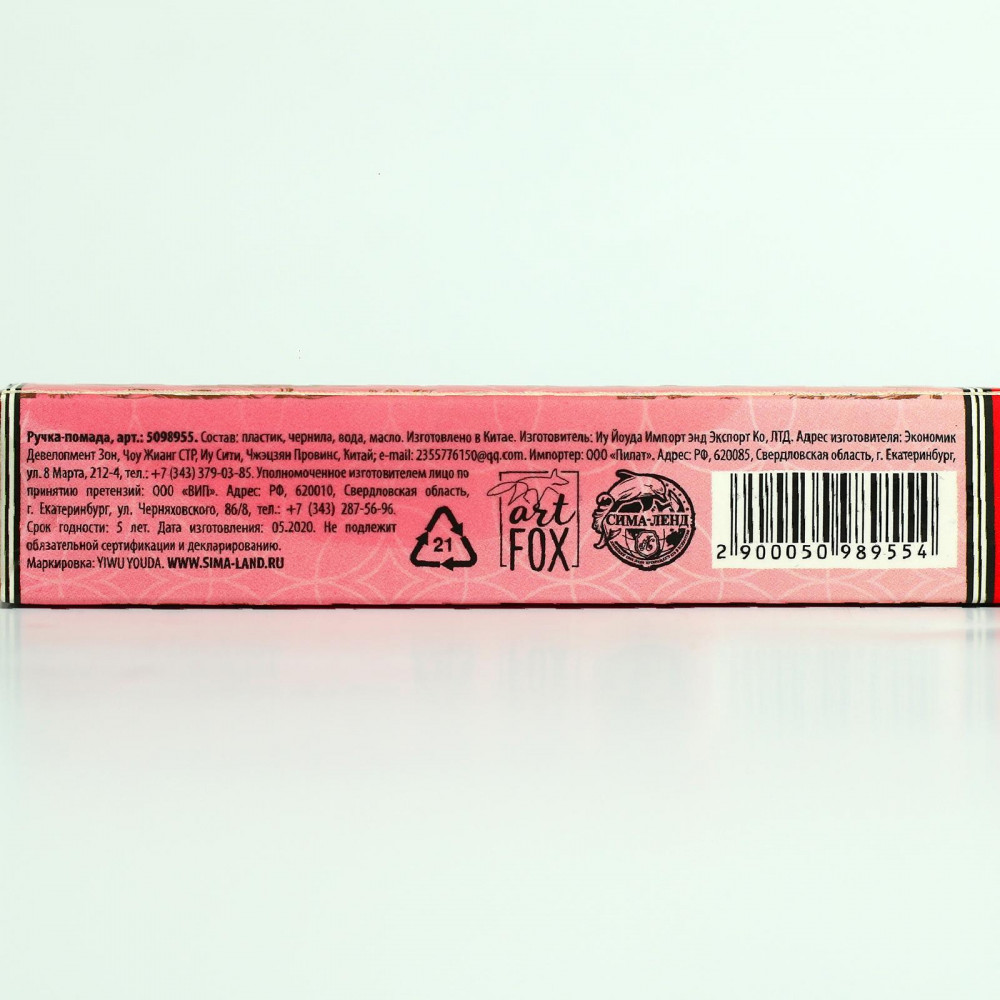 Ручка-помада, арт.: 5098955. Состав: пластик, чернила, вода, масло. Изготовлено в Китае. Изготовитель: Иу Йоуда Импорт энд Экспорт Ко, ЛТД. Адрес изготовителя: Экономик
Девелопмент Зон, Чоу Жианг СТР, Иу Сити, Чжэцзян Провинс, Китай; e-mail: 2355776150@qq.com. Импортер: ООО «Пилат». Адрес: РФ, 620085, Свердловская область, г. Екатеринбург,
ул. 8 Марта, 212-4, тел.: +7 (343) 379-03-85. Уполномоченное изготовителем лицо по
принятию претензий: ООО «ВИП». Адрес: РФ, 620010, Свердловская область,
г. Екатеринбург, ул. Черняховского, 86/8, тел.: +7 (343) 287-56-96.
Срок годности: 5 лет. Дата изготовления: 05.2020. Не подлежит
обязательной сертификации и декларированию.
Маркировка: YIWU YOUDA. WWW.SIMA-LAND.RU
21
art
FOX
СИМА-ЛЕНД
2 900050 989554